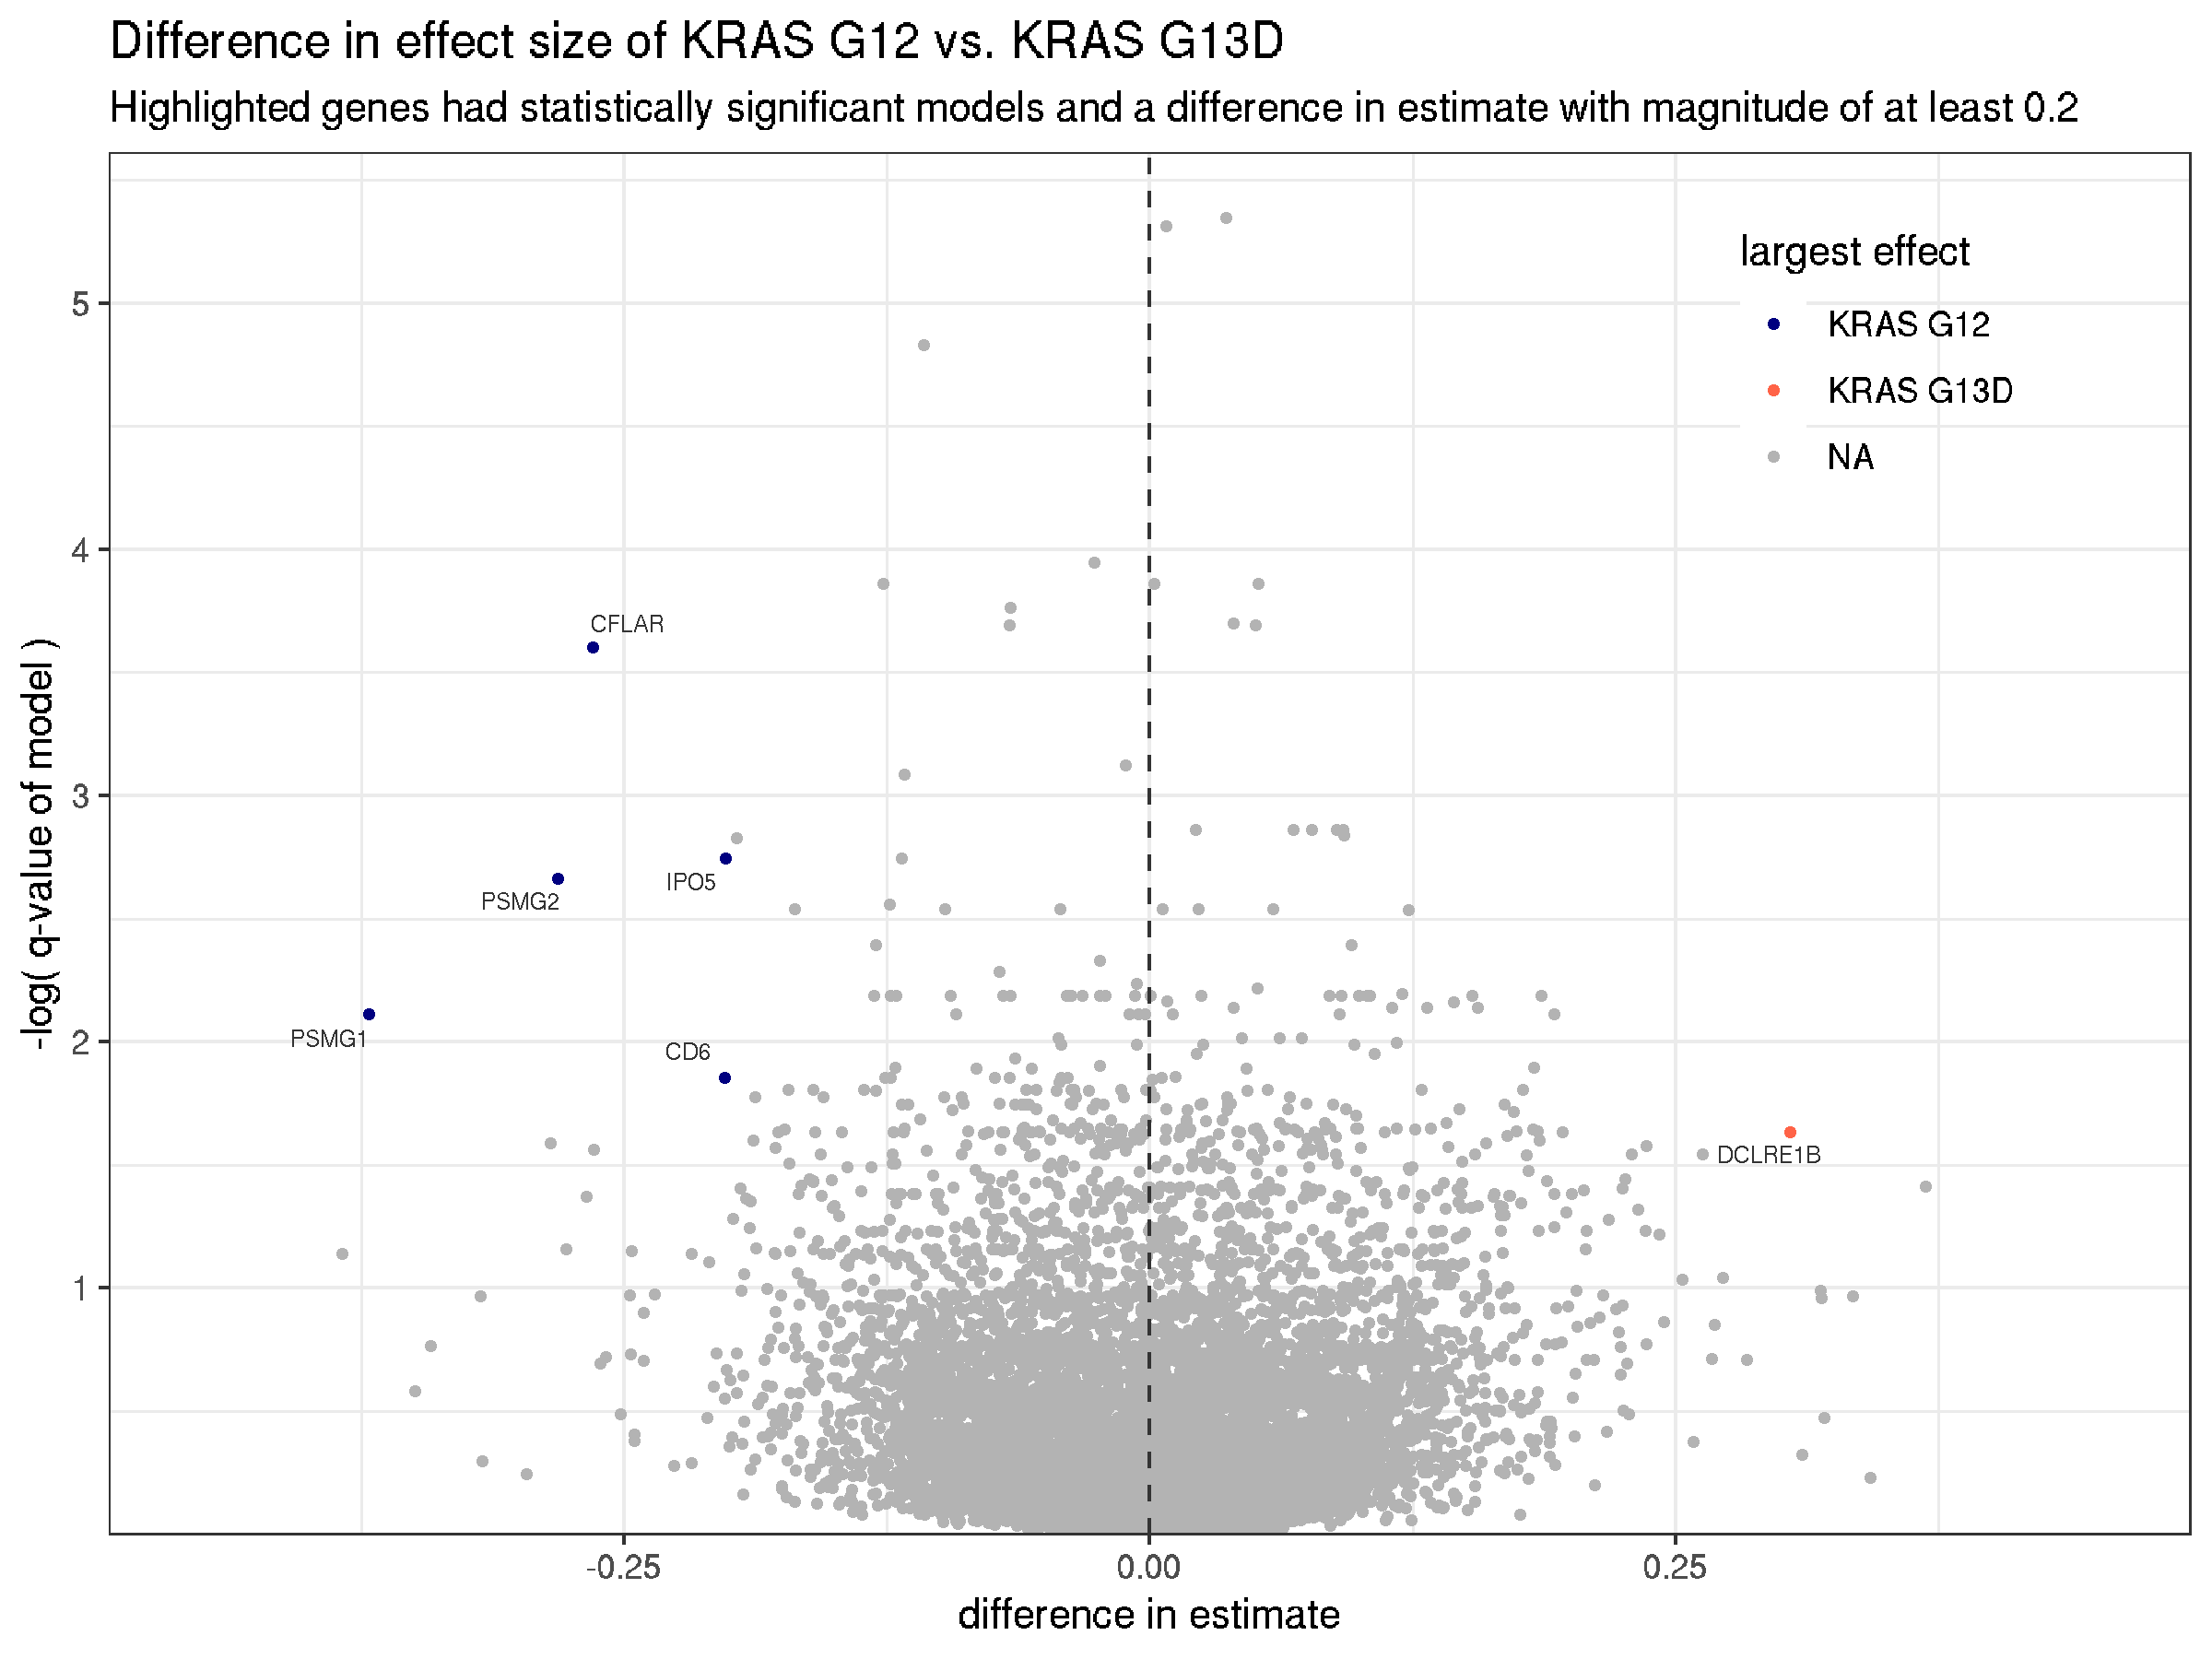 Difference in effect size of KRAS G12 vs. KRAS G13D
Highlighted genes had statistically significant models and a difference in estimate with magnitude of at least 0.2
largest effect
KRAS G12
KRAS G13D
NA
5
4
3
2
1
-log( q-value of model )
CFLAR
IPO5
PSMG2
PSMG1
CD6
DCLRE1B
-0.25
0.00
0.25
difference in estimate